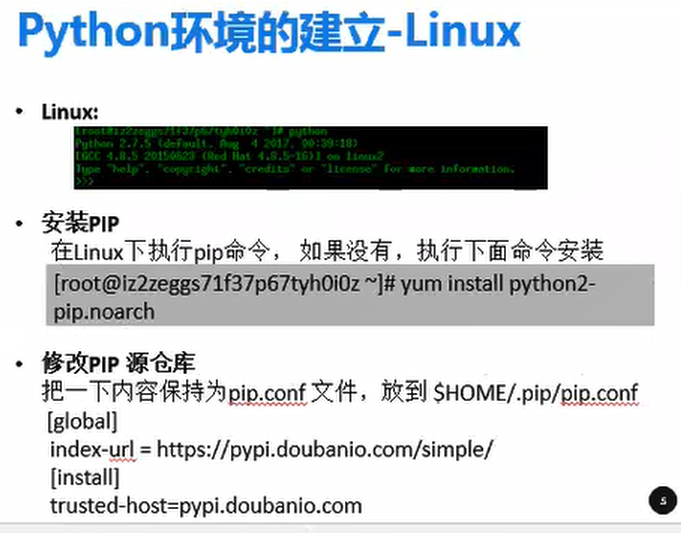 Python环境的建立-Linux
• Linux:
[root@iz2zeggs71f37p67tyh0i0z ~]# python
Python 2.7.5 (default, Aug  4 2017, 00:39:18)
[GCC 4.8.5 20150623 (Red Hat 4.8.5-16)] on linux2
Type "help", "copyright", "credits" or "license" for more information.
>>>
• 安装PIP
在Linux下执行pip命令， 如果没有，执行下面命令安装
[root@iz2zeggs71f37p67tyh0i0z ~]# yum install python2-
pip.noarch
• 修改PIP 源仓库
把一下内容保持为pip.conf 文件，放到 $HOME/.pip/pip.conf
[global]
index-url = https://pypi.doubanio.com/simple/
[install]
trusted-host=pypi.doubanio.com
5